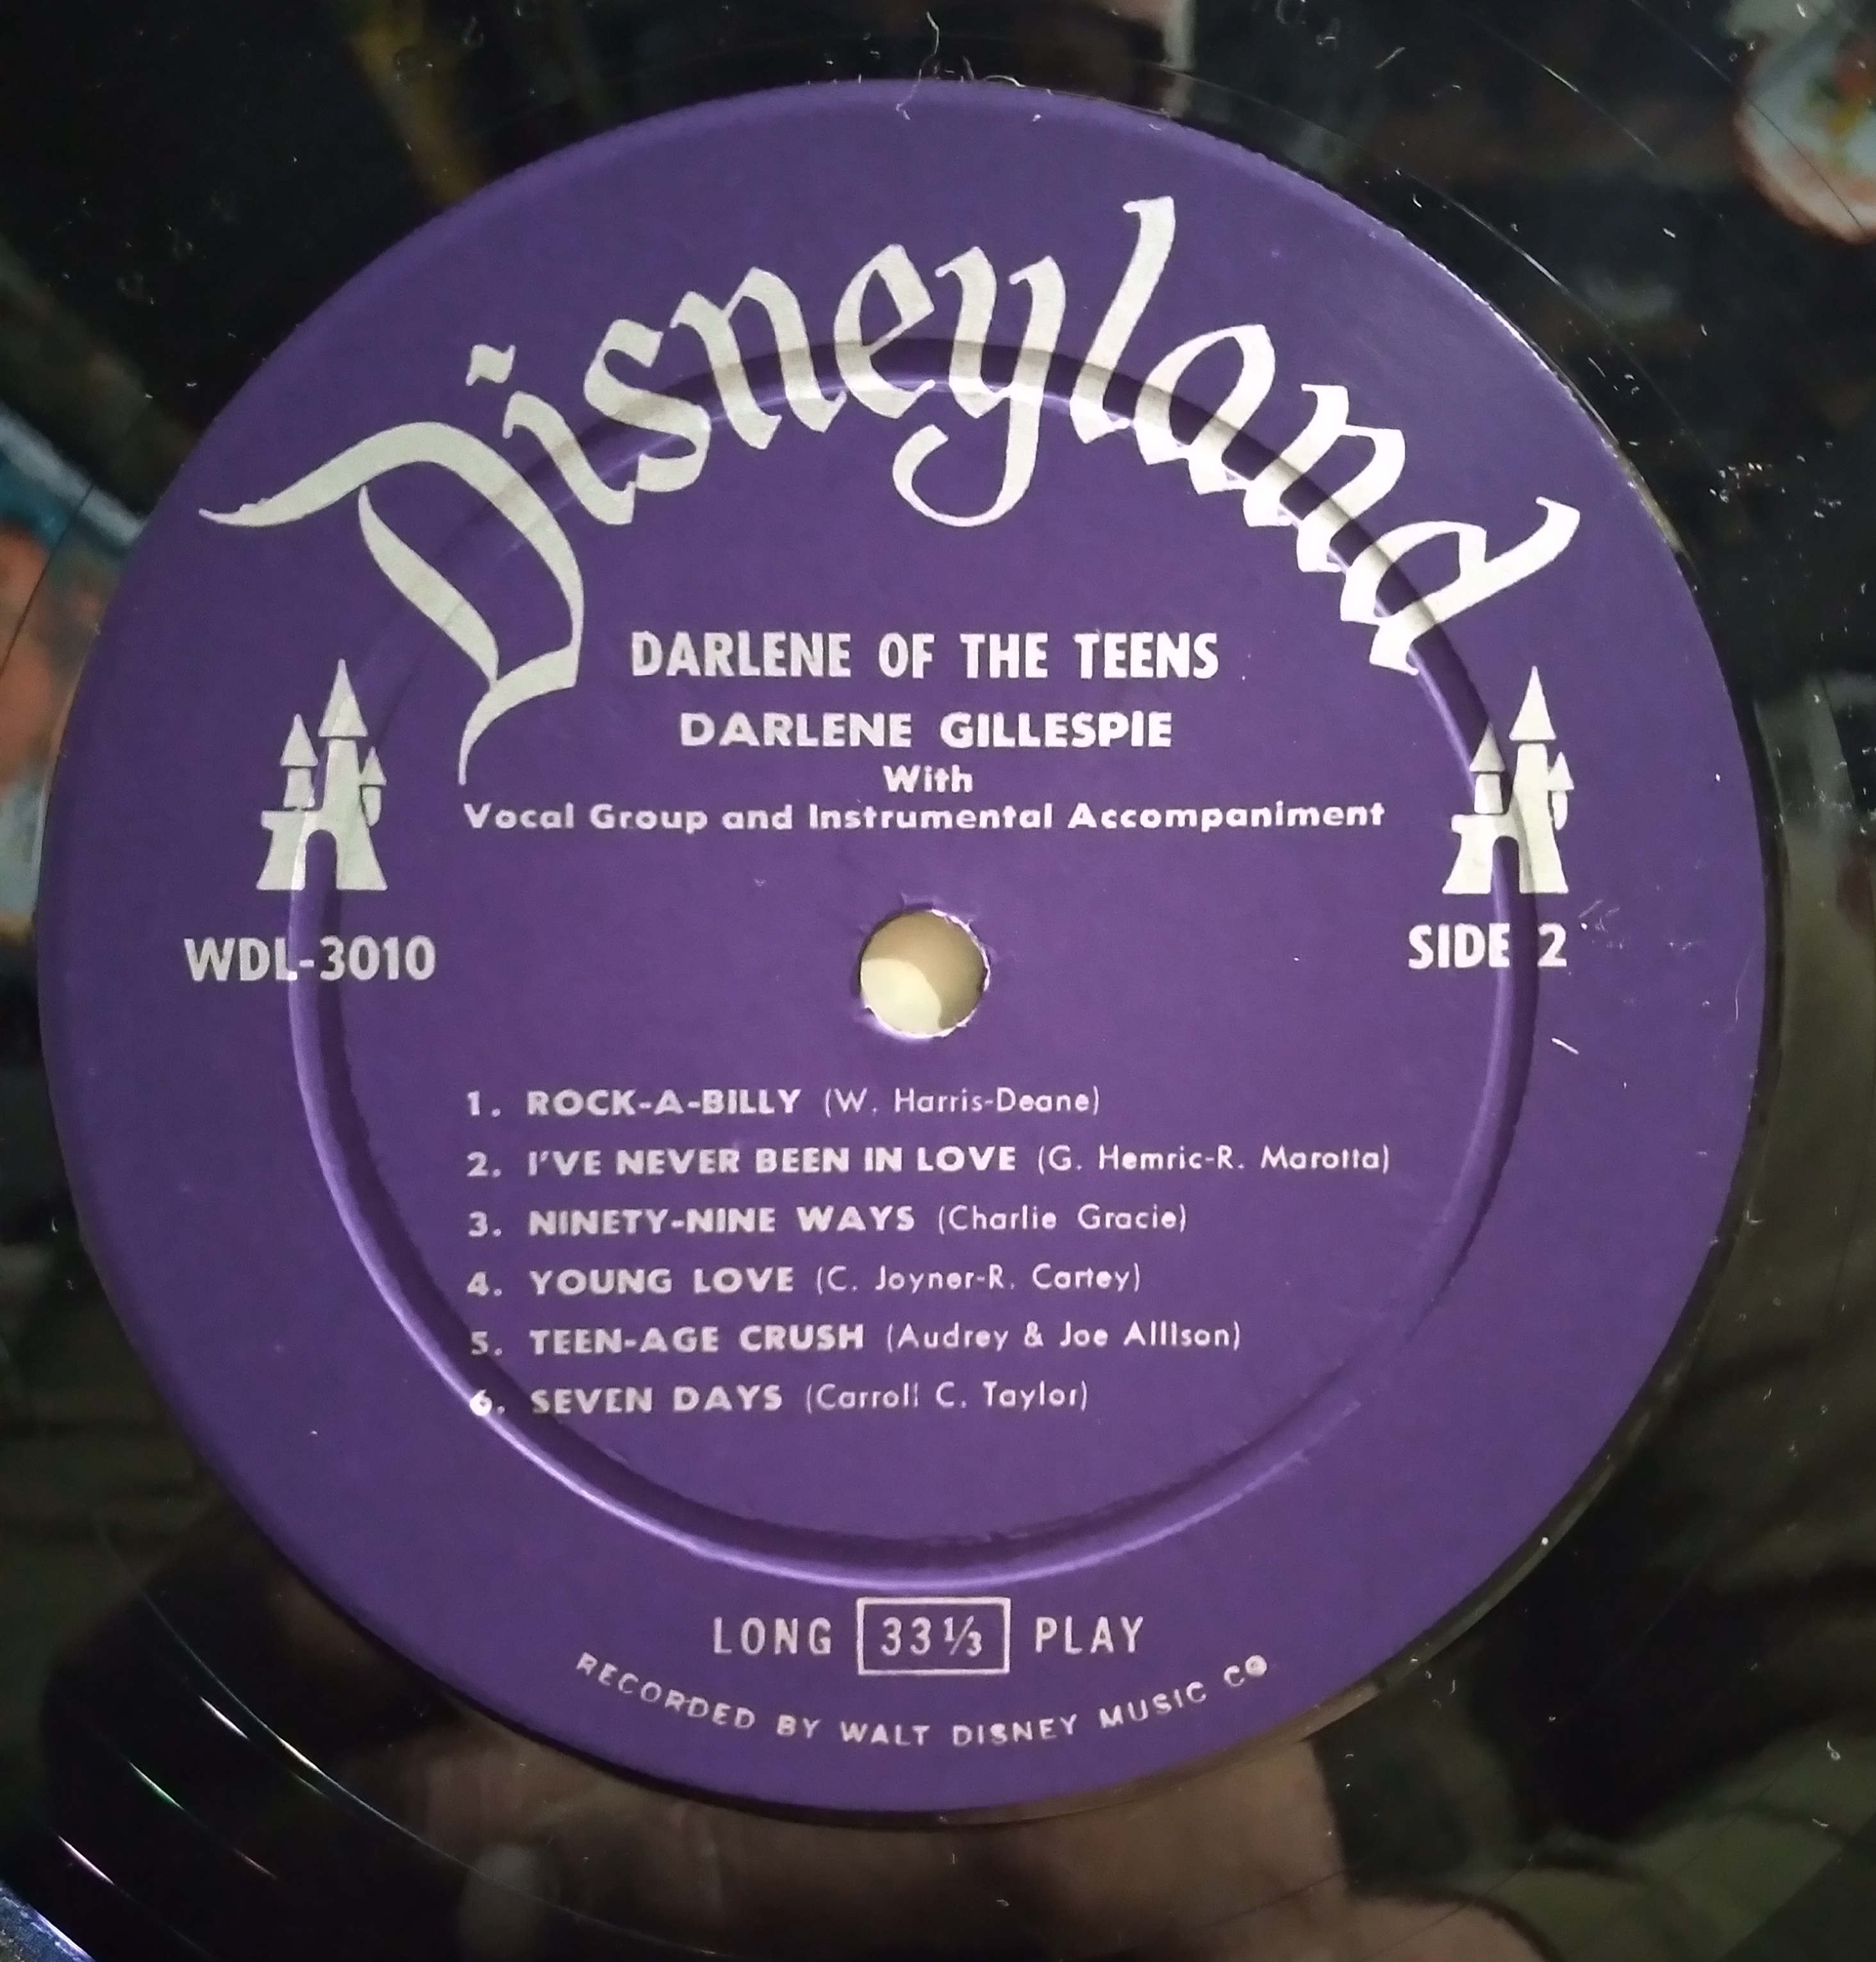 Disneyland
DARLENE OF THE TEENS
DARLENE GILLESPIE
With
Vocal Group and Instrumental Accompaniment
WDL-3010
SIDE 2
1. ROCK-A-BILLY (W. Harris-Deane)
2. I'VE NEVER BEEN IN LOVE (G. Hemric-R. Marotta)
3. NINETY-NINE WAYS (Charlie Gracie)
4. YOUNG LOVE (C. Joyner-R. Cartey)
5. TEEN-AGE CRUSH (Audrey & Joe Allison)
6. SEVEN DAYS (Carroll C. Taylor)
LONG 33⅓ PLAY
RECORDED BY WALT DISNEY MUSIC CO